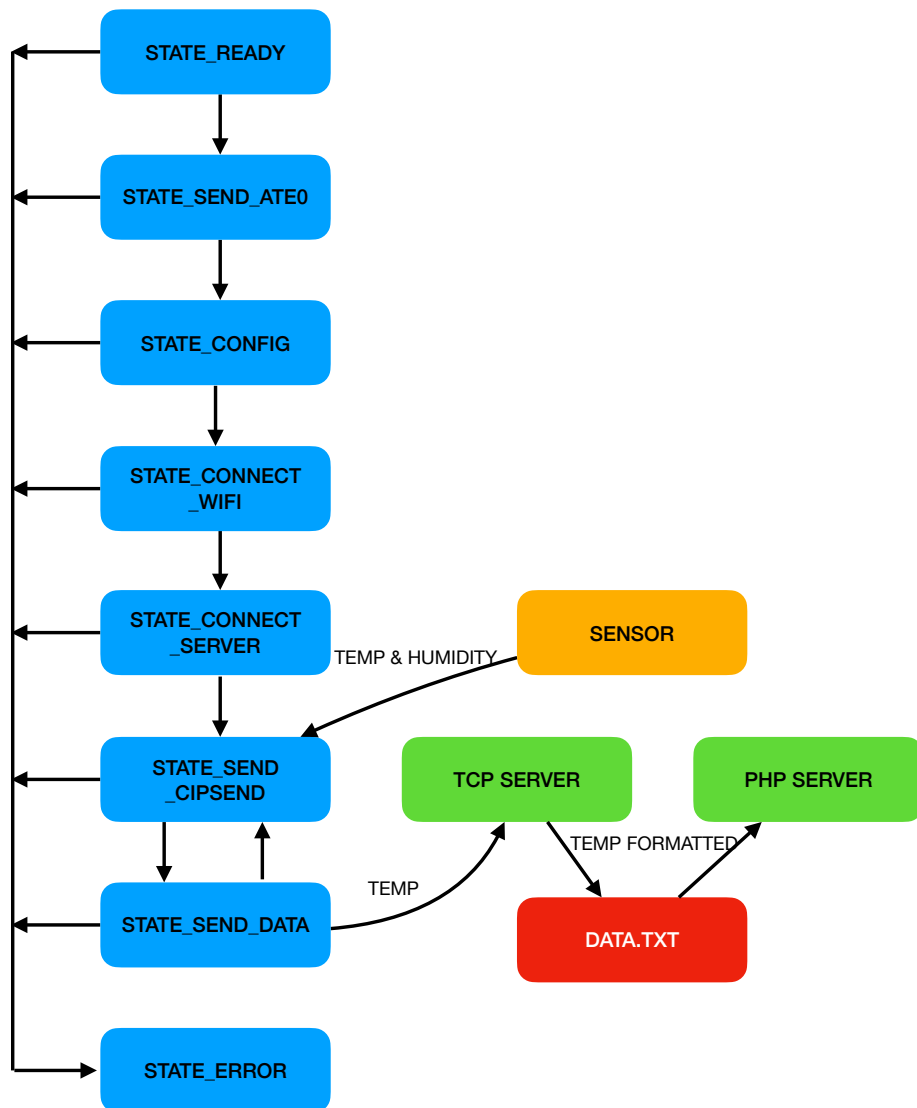 STATE_READY
STATE_SEND_ATE0
STATE_CONFIG
STATE_CONNECT
_WIFI
STATE_CONNECT
_SERVER
SENSOR
TEMP & HUMIDITY
STATE_SEND
_CIPSEND
TCP SERVER
PHP SERVER
TEMP FORMATTED
TEMP
STATE_SEND_DATA
DATA.TXT
STATE_ERROR